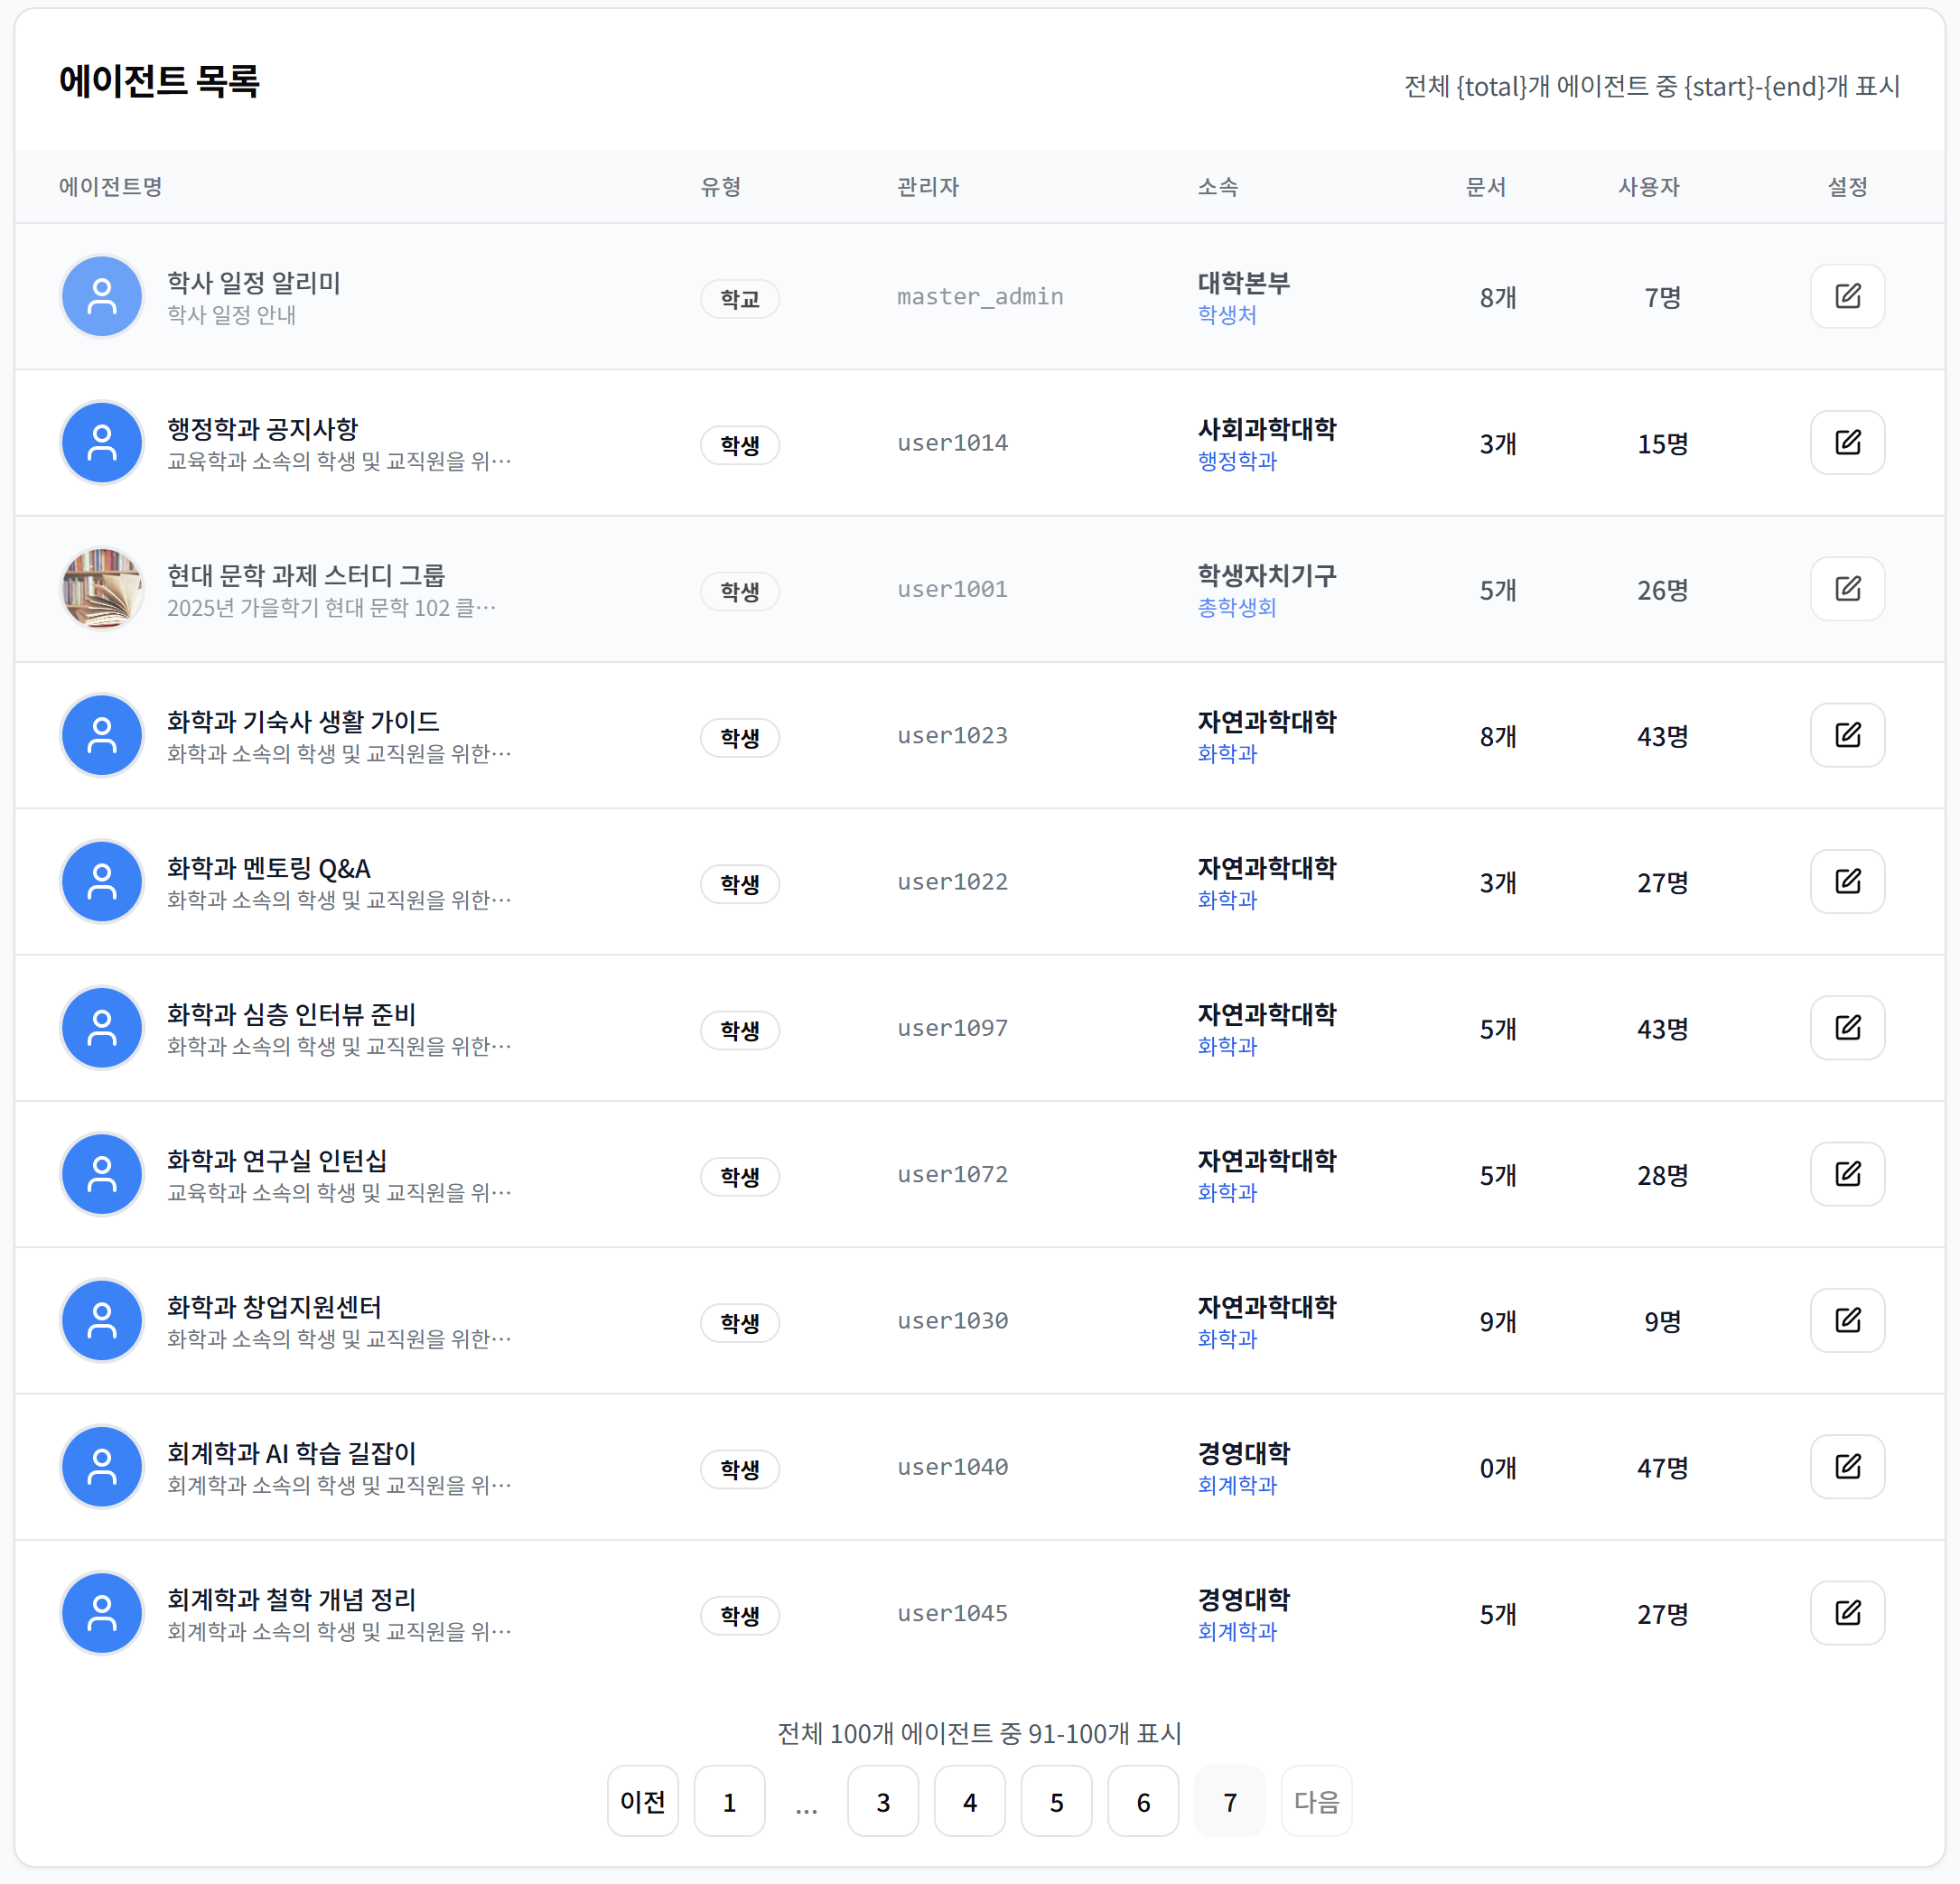 에이전트 목록
전체 {total}개 에이전트 중 {start}-{end}개 표시
에이전트명 유형 관리자 소속 문서 사용자 설정
학사 일정 알리미
학사 일정 안내
학교 master_admin
대학본부
학생처
8개 7명
행정학과 공지사항
교육학과 소속의 학생 및 교직원을 위…
학생 user1014
사회과학대학
행정학과
3개 15명
현대 문학 과제 스터디 그룹
2025년 가을학기 현대 문학 102 클…
학생 user1001
학생자치기구
총학생회
5개 26명
화학과 기숙사 생활 가이드
화학과 소속의 학생 및 교직원을 위한…
학생 user1023
자연과학대학
화학과
8개 43명
화학과 멘토링 Q&A
화학과 소속의 학생 및 교직원을 위한…
학생 user1022
자연과학대학
화학과
3개 27명
화학과 심층 인터뷰 준비
화학과 소속의 학생 및 교직원을 위한…
학생 user1097
자연과학대학
화학과
5개 43명
화학과 연구실 인턴십
교육학과 소속의 학생 및 교직원을 위…
학생 user1072
자연과학대학
화학과
5개 28명
화학과 창업지원센터
화학과 소속의 학생 및 교직원을 위한…
학생 user1030
자연과학대학
화학과
9개 9명
회계학과 AI 학습 길잡이
회계학과 소속의 학생 및 교직원을 위…
학생 user1040
경영대학
회계학과
0개 47명
회계학과 철학 개념 정리
회계학과 소속의 학생 및 교직원을 위…
학생 user1045
경영대학
회계학과
5개 27명
전체 100개 에이전트 중 91-100개 표시
이전 1 ... 3 4 5 6 7 다음